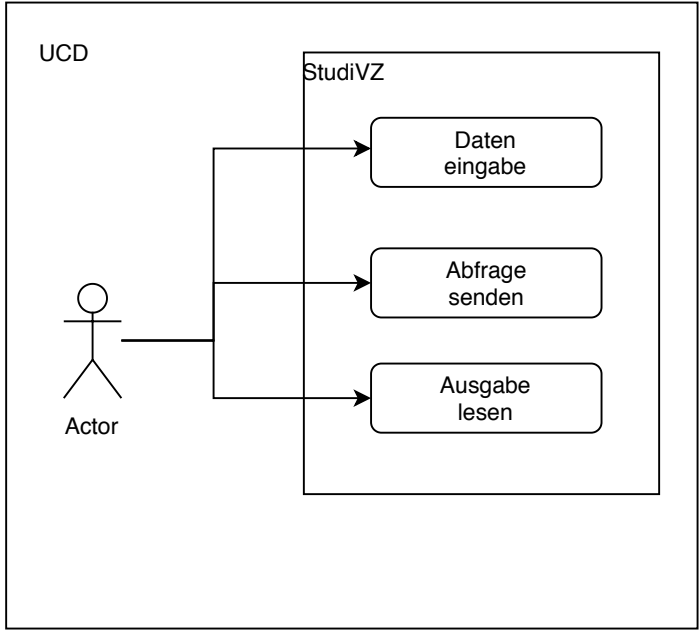 UCD
StudiVZ
Daten
eingabe
Abfrage
senden
Ausgabe
lesen
Actor